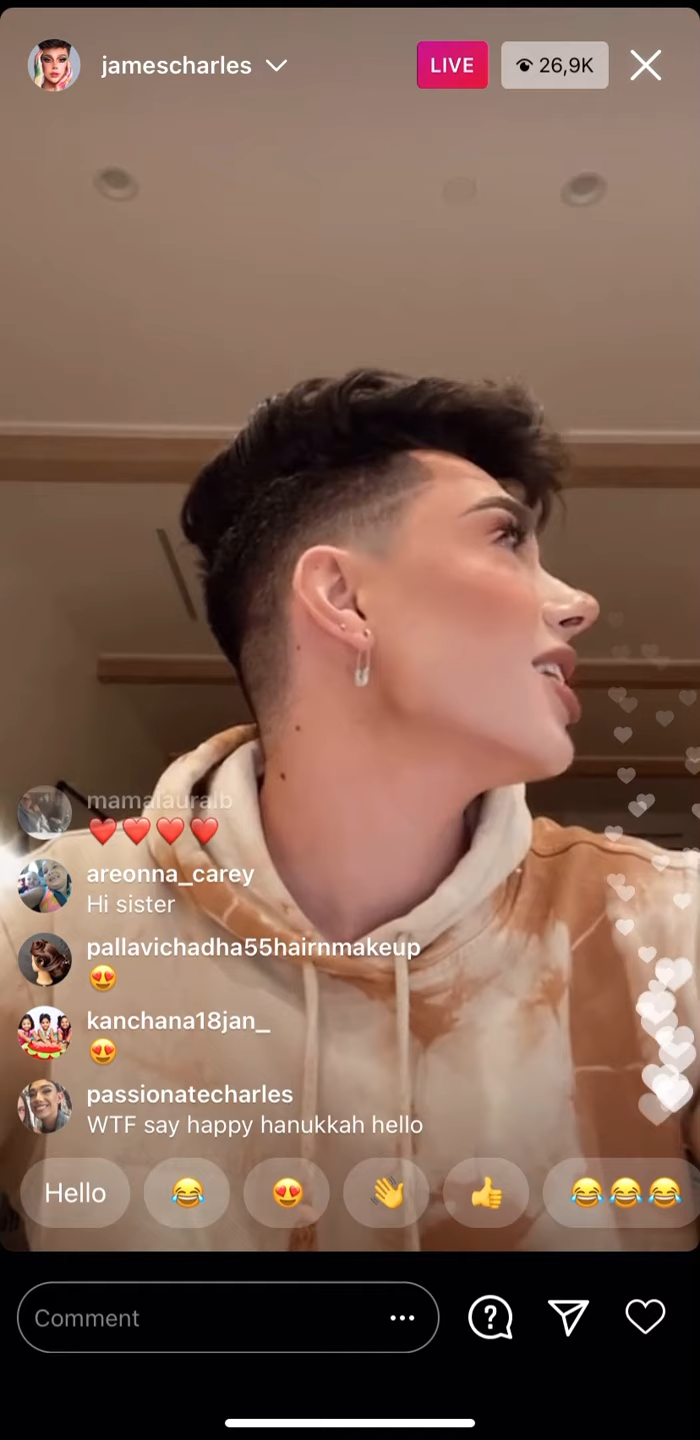 jamescharles
LIVE
26,9K
mamalauralb
❤️❤️❤️❤️
areonna_carey
Hi sister
pallavichadha55hairnmakeup
😍
kanchana18jan_
😍
passionatecharles
WTF say happy hanukkah hello
Hello 😂 😍 👋 👍 😂😂😂
Comment